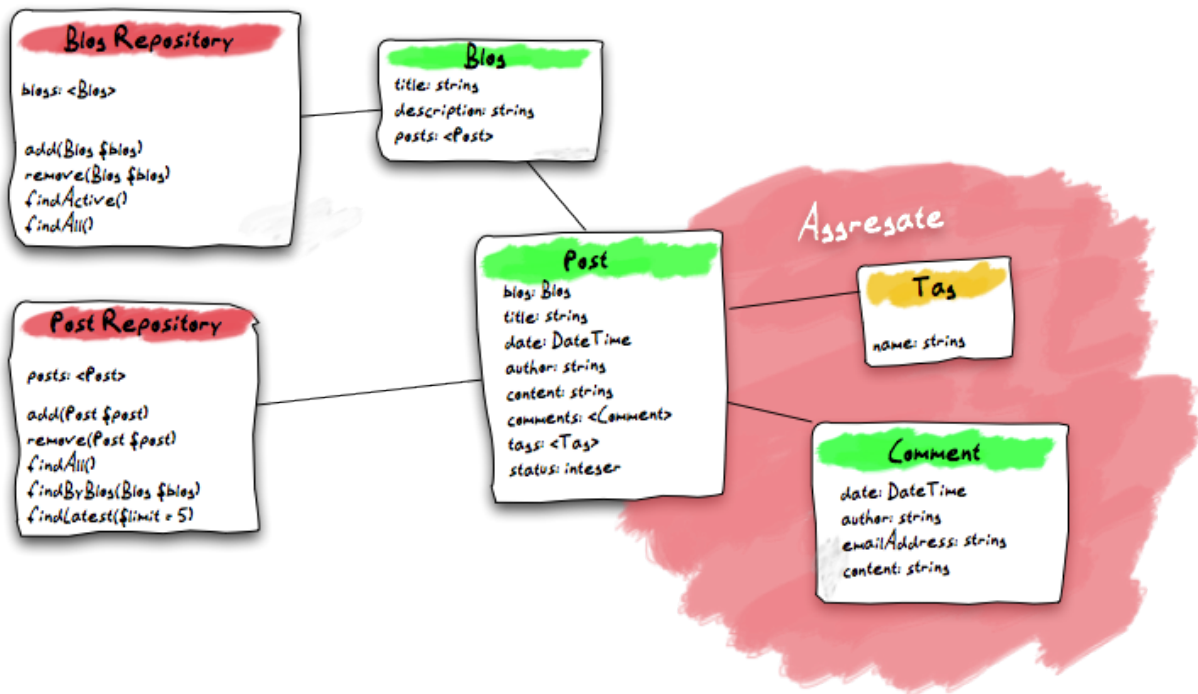 Blog Repository
blogs: <Blog>
add(Blog $blog)
remove(Blog $blog)
findActive()
findAll()
Blog
title: string
description: string
posts: <Post>
Aggregate
Post
blog: Blog
title: string
date: DateTime
author: string
content: string
comments: <Comment>
tags: <Tag>
status: integer
Tag
name: string
Post Repository
posts: <Post>
add(Post $post)
remove(Post $post)
findAll()
findByBlog(Blog $blog)
findLatest($limit = 5)
Comment
date: DateTime
author: string
emailAddress: string
content: string